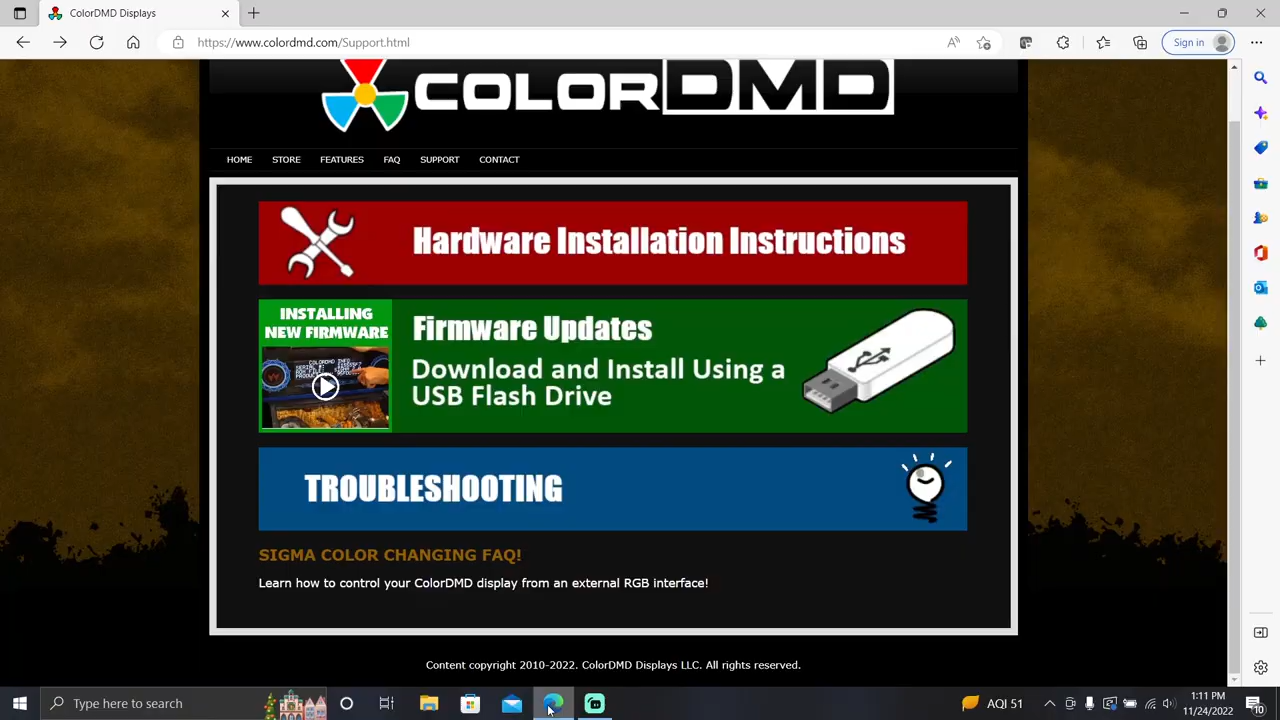 ColorDMD Displays
https://www.colordmd.com/Support.html
Sign in
COLORDMD
HOME STORE FEATURES FAQ SUPPORT CONTACT
Hardware Installation Instructions
INSTALLING
NEW FIRMWARE
Firmware Updates
Download and Install Using a
USB Flash Drive
TROUBLESHOOTING
SIGMA COLOR CHANGING FAQ!
Learn how to control your ColorDMD display from an external RGB interface!
Content copyright 2010-2022. ColorDMD Displays LLC. All rights reserved.
Type here to search
AQI 51
1:11 PM
11/24/2022